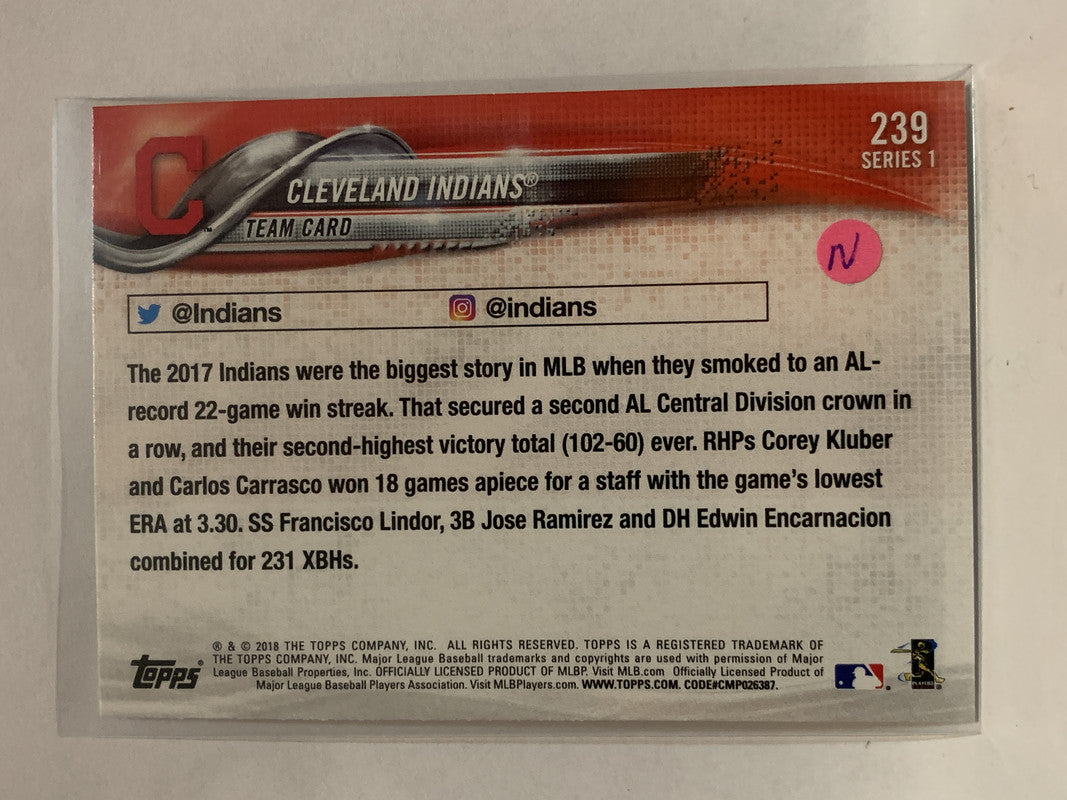 239
SERIES 1
C
CLEVELAND INDIANS®
TEAM CARD
N
@Indians @indians
The 2017 Indians were the biggest story in MLB when they smoked to an AL-
record 22-game win streak. That secured a second AL Central Division crown in
a row, and their second-highest victory total (102-60) ever. RHPs Corey Kluber
and Carlos Carrasco won 18 games apiece for a staff with the game's lowest
ERA at 3.30. SS Francisco Lindor, 3B Jose Ramirez and DH Edwin Encarnacion
combined for 231 XBHs.
® & © 2018 THE TOPPS COMPANY, INC. ALL RIGHTS RESERVED. TOPPS IS A REGISTERED TRADEMARK OF
THE TOPPS COMPANY, INC. Major League Baseball trademarks and copyrights are used with permission of Major
League Baseball Properties, Inc. OFFICIALLY LICENSED PRODUCT OF MLBP. Visit MLB.com Officially Licensed Product of
Major League Baseball Players Association. Visit MLBPlayers.com. WWW.TOPPS.COM. CODE#CMP026387.
topps®
PLAYERS